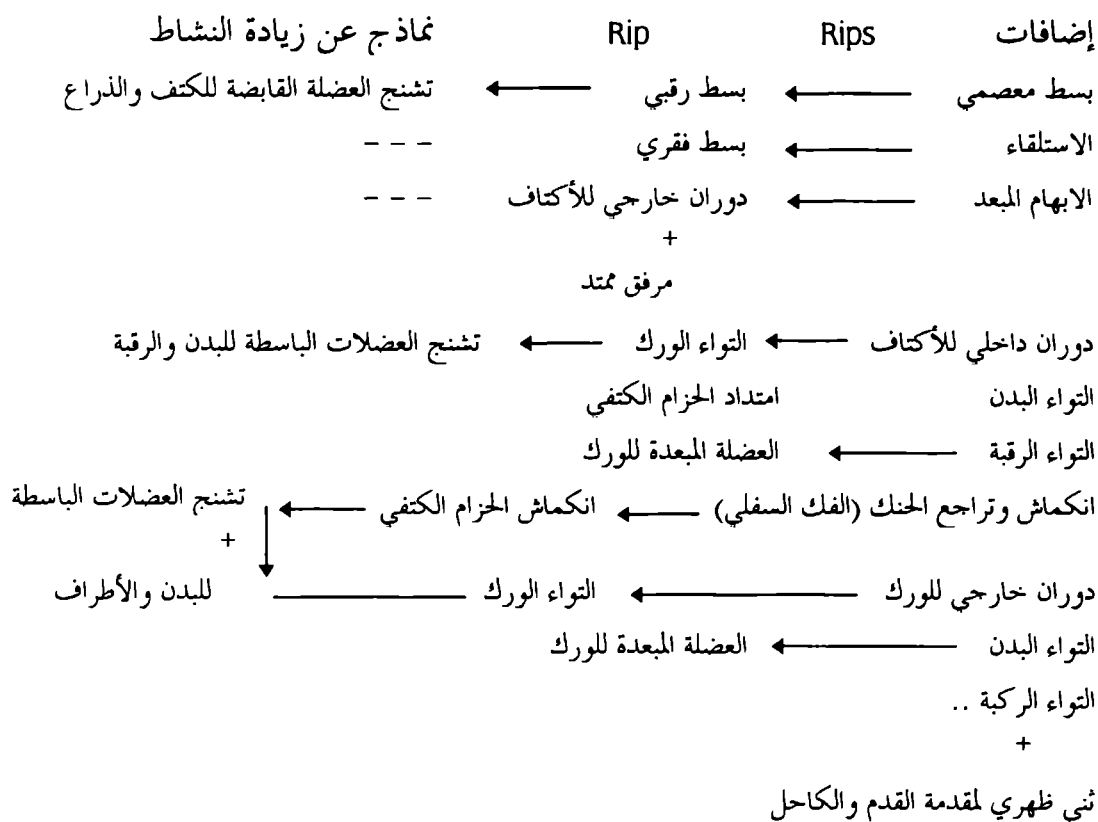 إضافات Rips Rip نماذج عن زيادة النشاط
بسط معصمي ← بسط رقبي ← تشنج العضلة القابضة للكتف والذراع
الاستلقاء ← بسط فقري - - -
الابهام المبعد ← دوران خارجي للأكتاف - - -
+
مرفق ممتد
دوران داخلي للأكتاف ← التواء الورك ← تشنج العضلات الباسطة للبدن والرقبة
التواء البدن امتداد الحزام الكتفي
التواء الرقبة ← العضلة المبعدة للورك
انكماش وتراجع الحنك (الفك السفلي) ← انكماش الحزام الكتفي ← تشنج العضلات الباسطة
+
دوران خارجي للورك ← التواء الورك للبدن والأطراف
التواء البدن ← العضلة المبعدة للورك
التواء الركبة ..
+
ثني ظهري لمقدمة القدم والكاحل